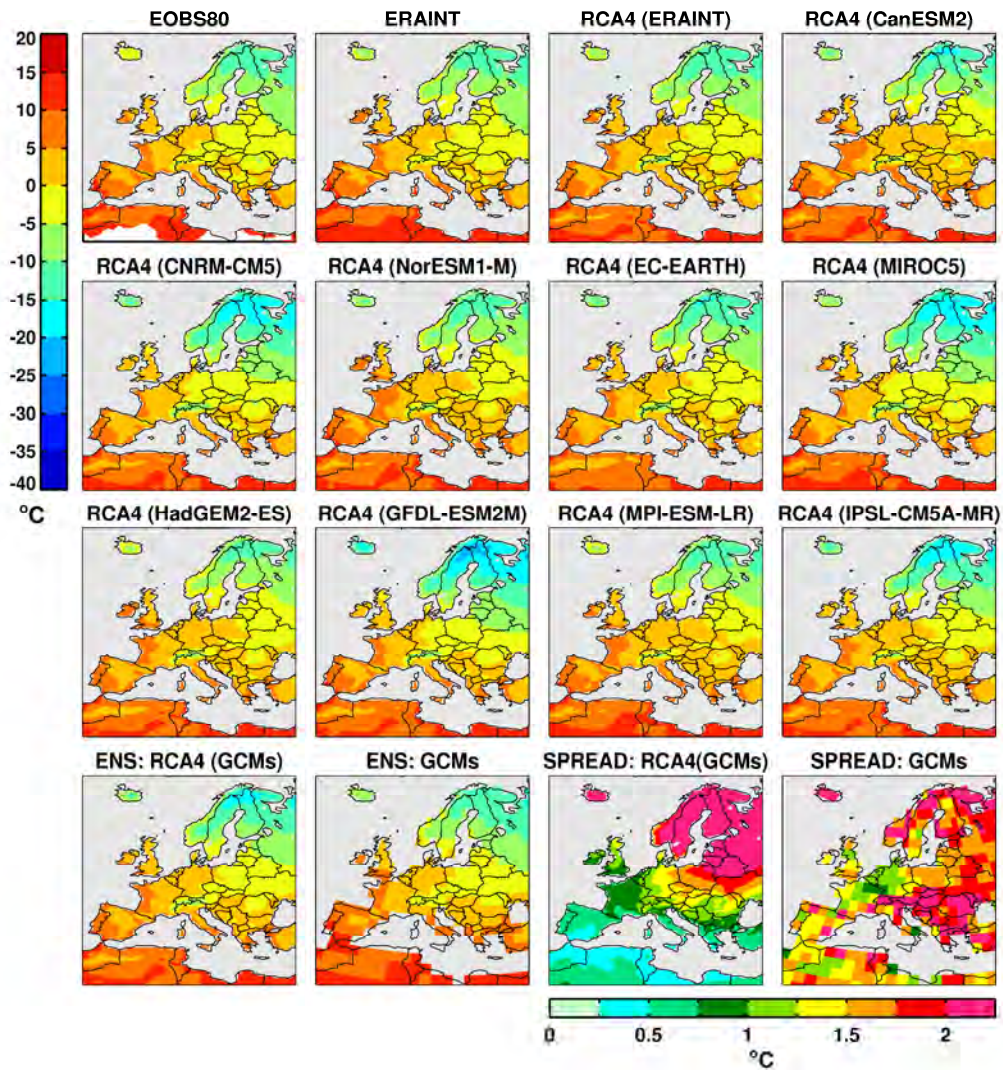 EOBS80 ERAINT RCA4 (ERAINT) RCA4 (CanESM2)
20
15
10
5
0
-5
-10
-15
-20
-25
-30
-35
-40
°C
RCA4 (CNRM-CM5) RCA4 (NorESM1-M) RCA4 (EC-EARTH) RCA4 (MIROC5)
RCA4 (HadGEM2-ES) RCA4 (GFDL-ESM2M) RCA4 (MPI-ESM-LR) RCA4 (IPSL-CM5A-MR)
ENS: RCA4 (GCMs) ENS: GCMs SPREAD: RCA4(GCMs) SPREAD: GCMs
0 0.5 1 1.5 2
°C